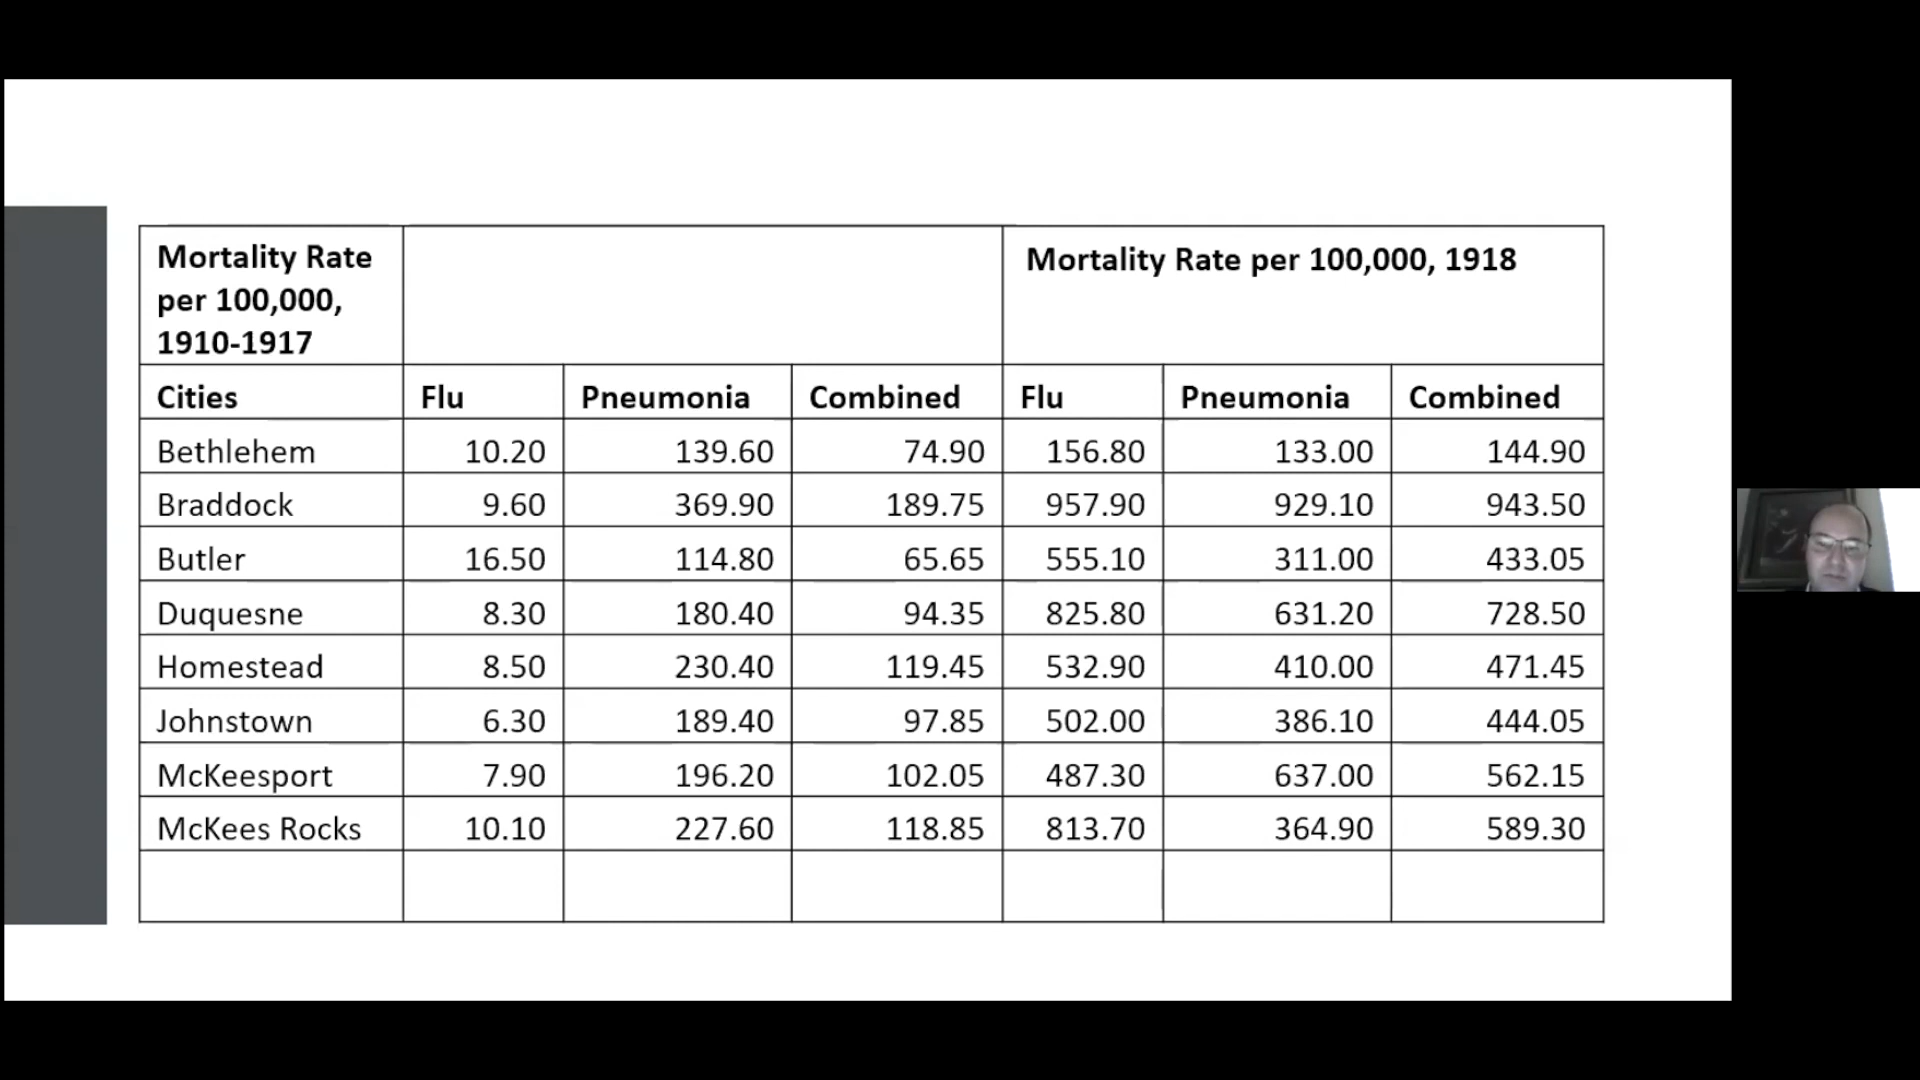 Mortality Rate
per 100,000,
1910-1917
Mortality Rate per 100,000, 1918
Cities Flu Pneumonia Combined Flu Pneumonia Combined
Bethlehem 10.20 139.60 74.90 156.80 133.00 144.90
Braddock 9.60 369.90 189.75 957.90 929.10 943.50
Butler 16.50 114.80 65.65 555.10 311.00 433.05
Duquesne 8.30 180.40 94.35 825.80 631.20 728.50
Homestead 8.50 230.40 119.45 532.90 410.00 471.45
Johnstown 6.30 189.40 97.85 502.00 386.10 444.05
McKeesport 7.90 196.20 102.05 487.30 637.00 562.15
McKees Rocks 10.10 227.60 118.85 813.70 364.90 589.30